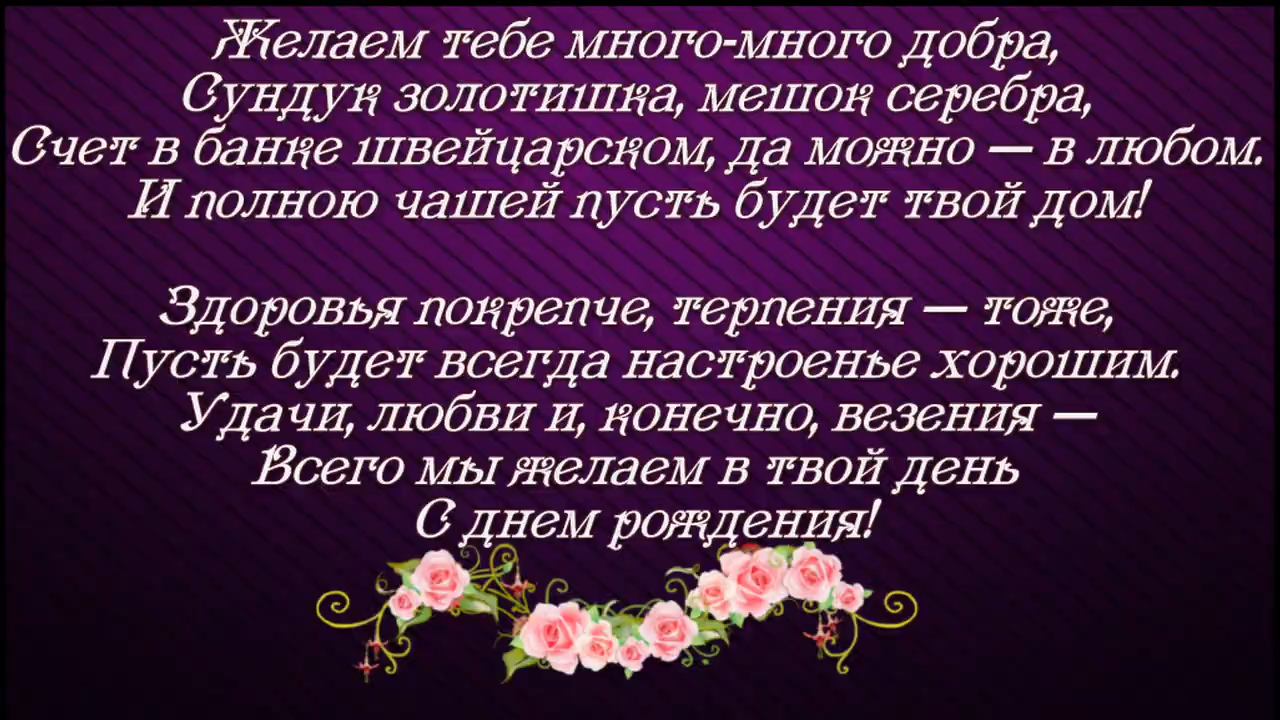 Желаем тебе много-много добра,
Сундук золотишка, мешок серебра,
Счет в банке швейцарском, да можно — в любом.
И полною чашей пусть будет твой дом!
Здоровья покрепче, терпения — тоже,
Пусть будет всегда настроенье хорошим.
Удачи, любви и, конечно, везения —
Всего мы желаем в твой день
С днем рождения!